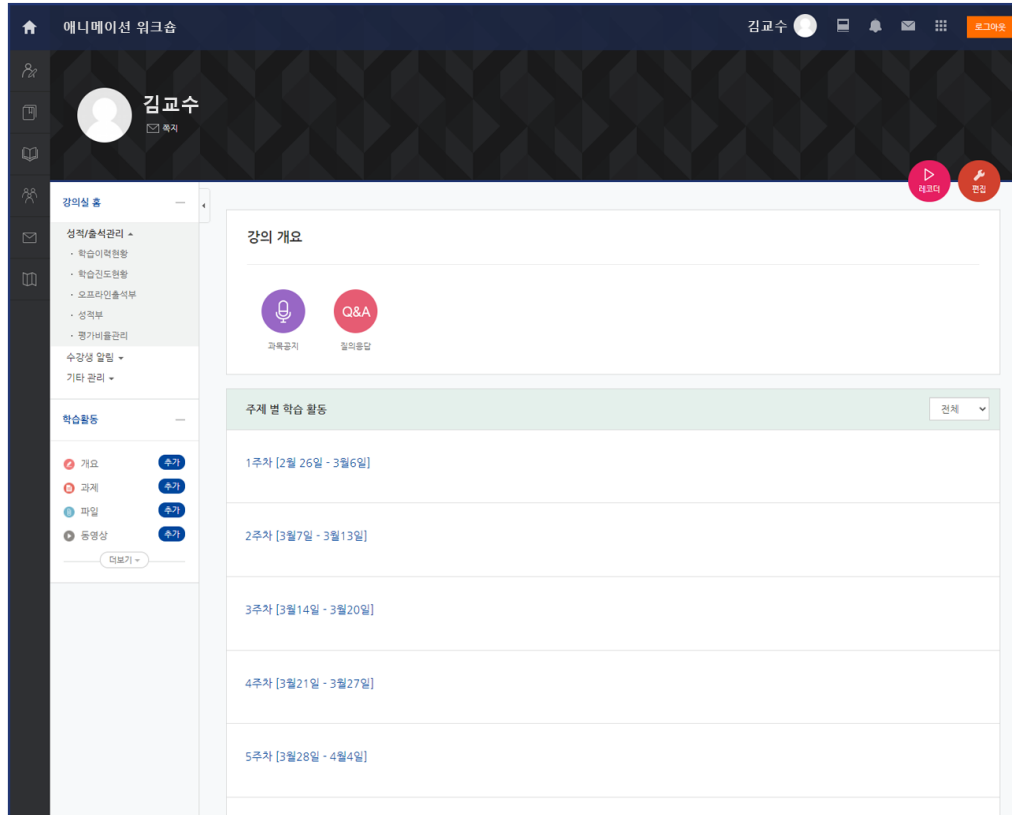 애니메이션 워크숍
김교수
로그아웃
김교수
쪽지
레코더
편집
강의실 홈
성적/출석관리
학습이력현황
학습진도현황
오프라인출석부
성적부
평가비율관리
수강생 알림
기타 관리
학습활동
개요 추가
과제 추가
파일 추가
동영상 추가
더보기
강의 개요
Q&A
과목공지 질의응답
주제 별 학습 활동 전체
1주차 [2월 26일 - 3월6일]
2주차 [3월7일 - 3월13일]
3주차 [3월14일 - 3월20일]
4주차 [3월21일 - 3월27일]
5주차 [3월28일 - 4월4일]